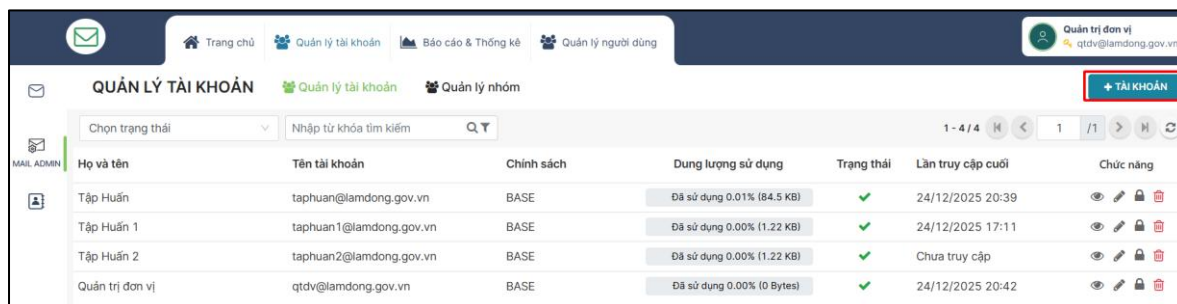 Trang chủ Quản lý tài khoản Báo cáo & Thống kê Quản lý người dùng Quản trị đơn vị
qtdv@lamdong.gov.vn
QUẢN LÝ TÀI KHOẢN Quản lý tài khoản Quản lý nhóm + TÀI KHOẢN
Chọn trạng thái Nhập từ khóa tìm kiếm 1 - 4 / 4 1 /1
MAIL ADMIN
Họ và tên Tên tài khoản Chính sách Dung lượng sử dụng Trạng thái Lần truy cập cuối Chức năng
Tập Huấn taphuan@lamdong.gov.vn BASE Đã sử dụng 0.01% (84.5 KB) 24/12/2025 20:39
Tập Huấn 1 taphuan1@lamdong.gov.vn BASE Đã sử dụng 0.00% (1.22 KB) 24/12/2025 17:11
Tập Huấn 2 taphuan2@lamdong.gov.vn BASE Đã sử dụng 0.00% (1.22 KB) Chưa truy cập
Quản trị đơn vị qtdv@lamdong.gov.vn BASE Đã sử dụng 0.00% (0 Bytes) 24/12/2025 20:42